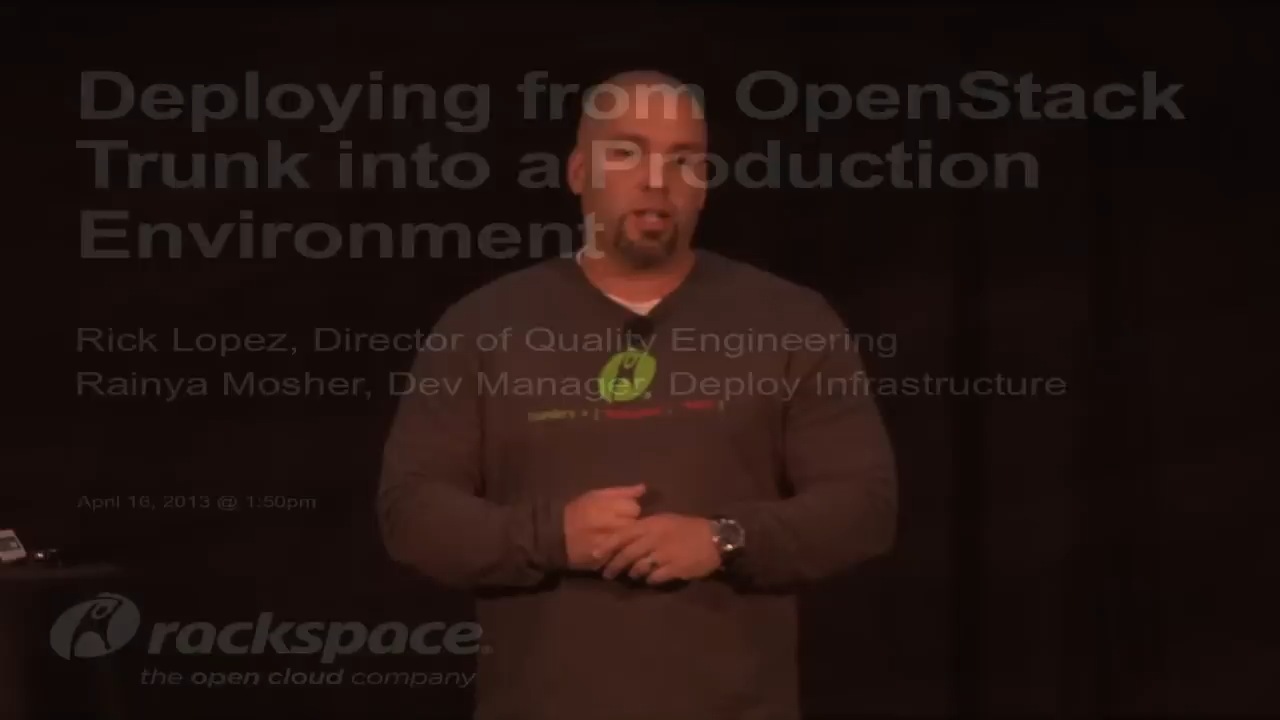 Deploying from OpenStack
Trunk into a Production
Environment
Rick Lopez, Director of Quality Engineering
Rainya Mosher, Dev Manager, Deploy Infrastructure
April 16, 2013 @ 1:50pm
rackspace
the open cloud company